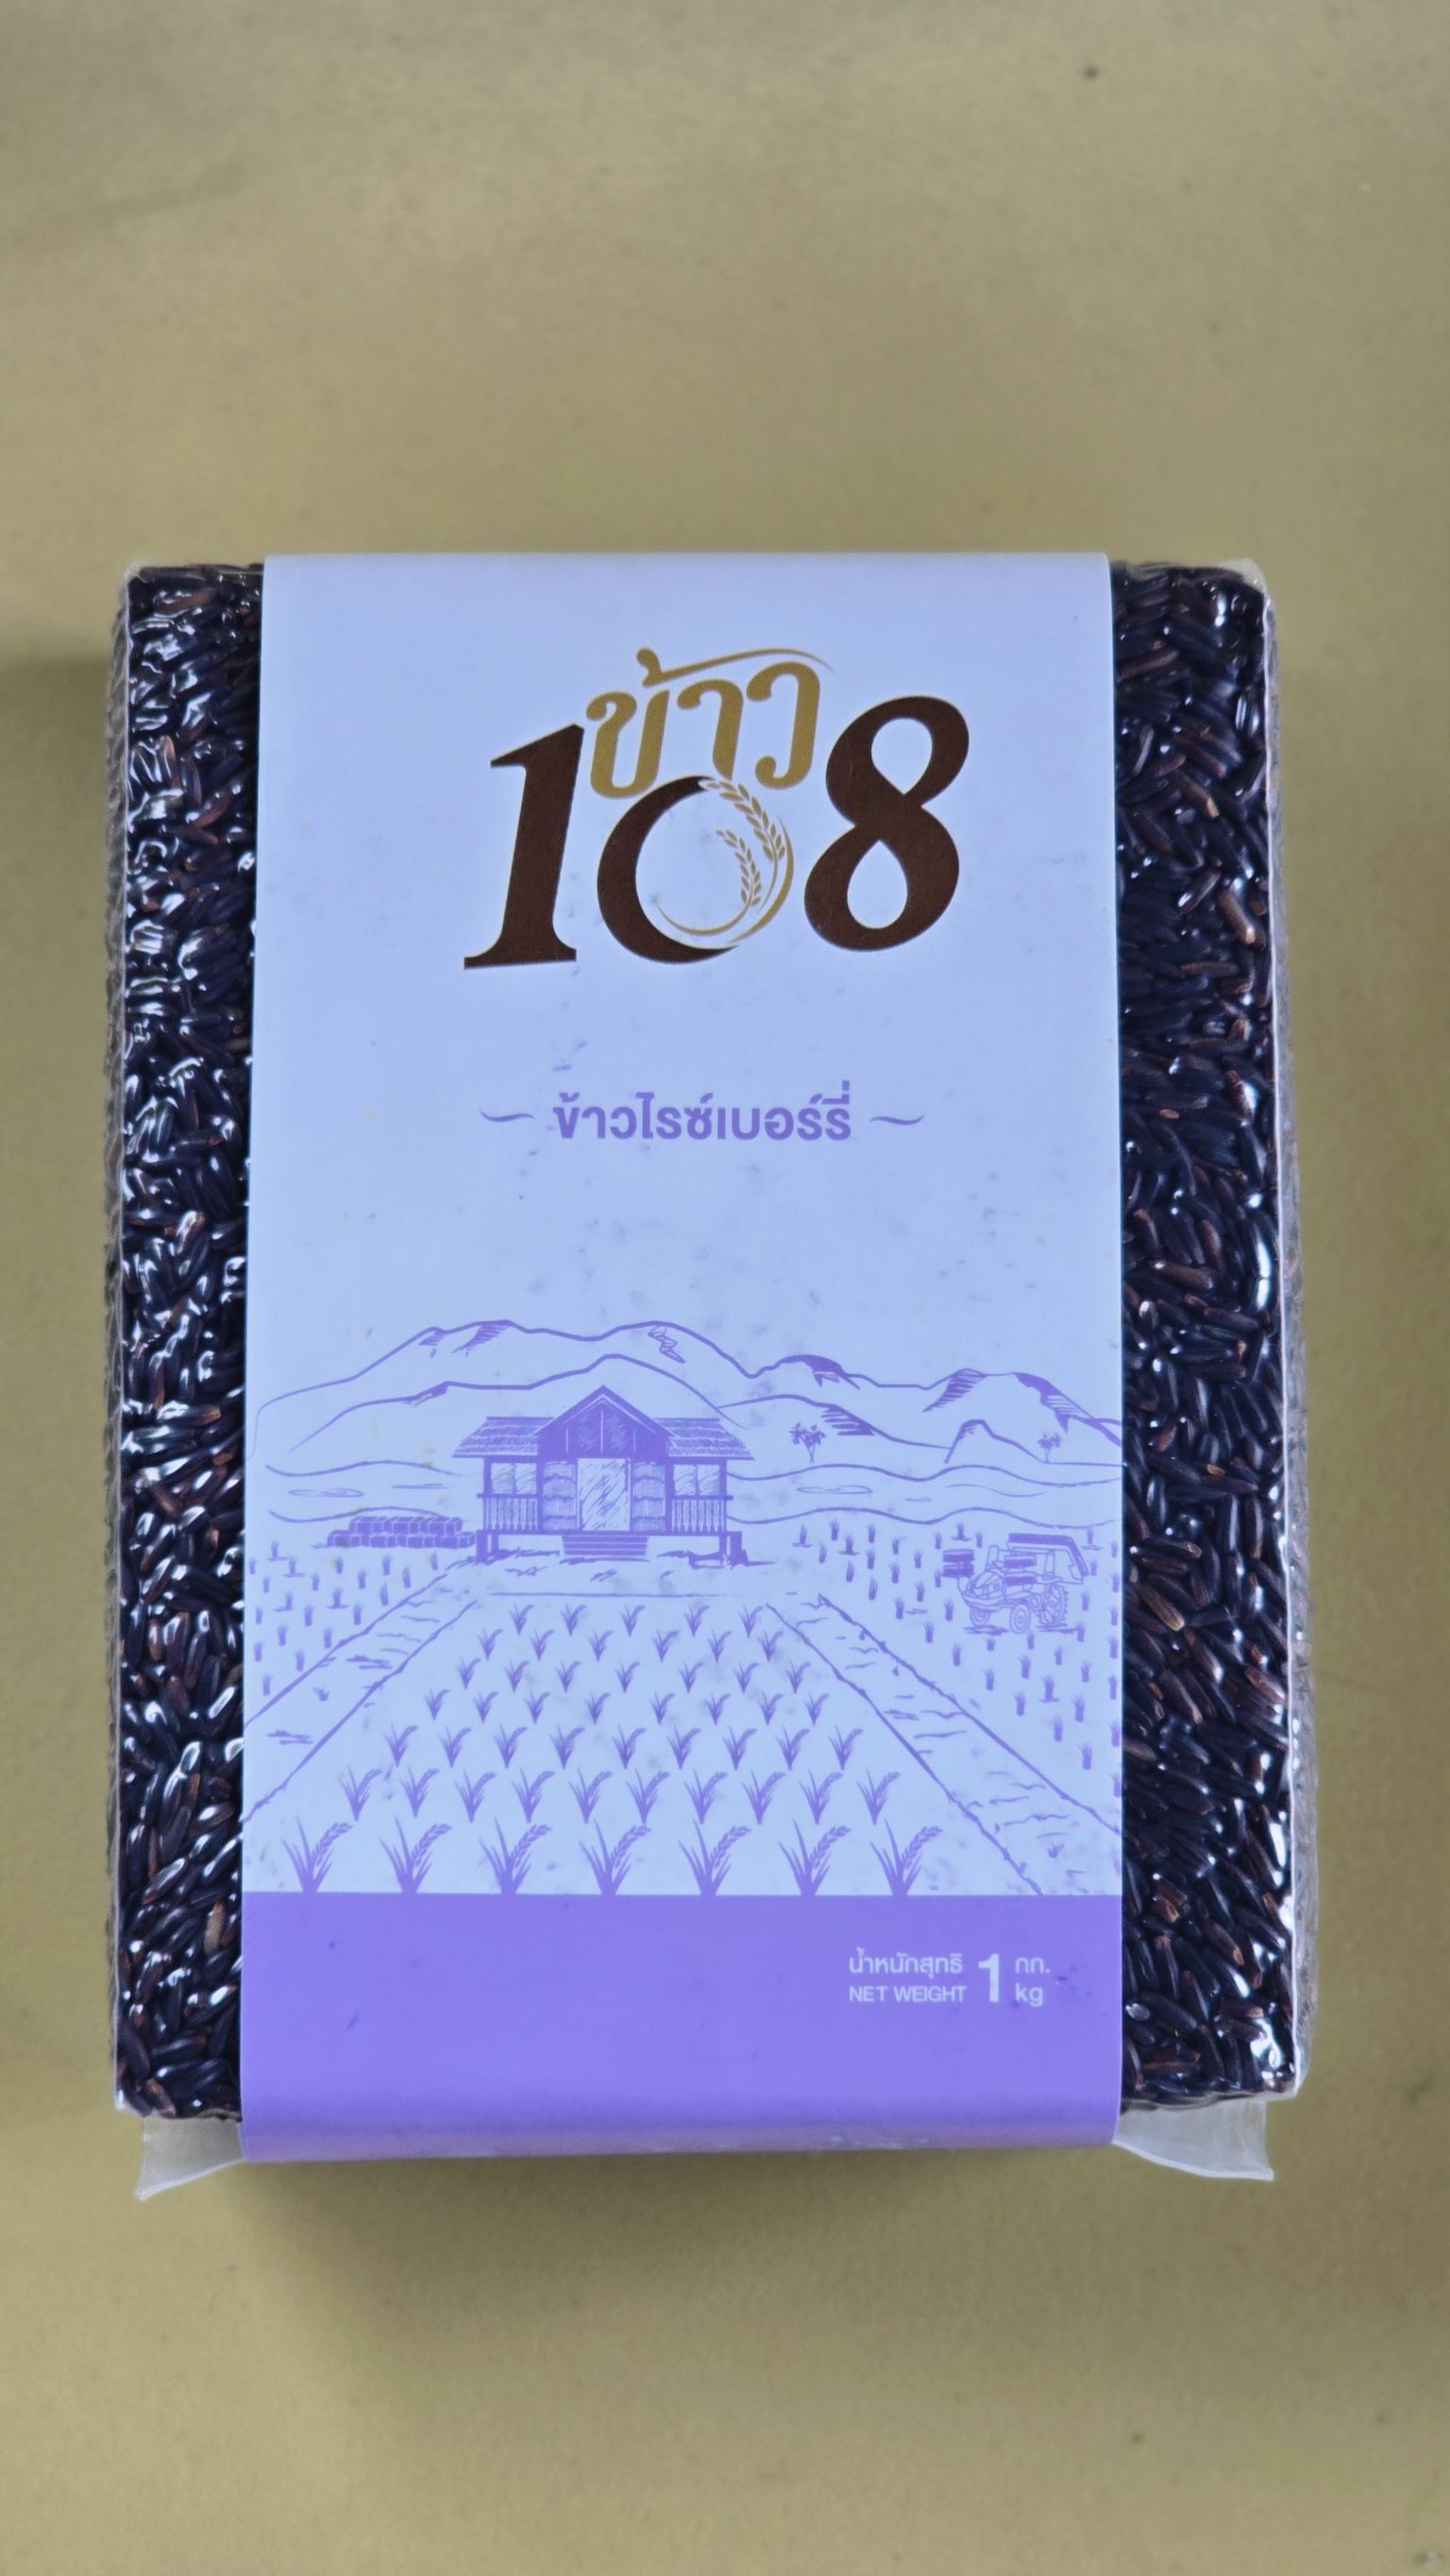 ข้าว
108
ข้าวไรซ์เบอร์รี่
น้ำหนักสุทธิ 1 กก.
NET WEIGHT kg